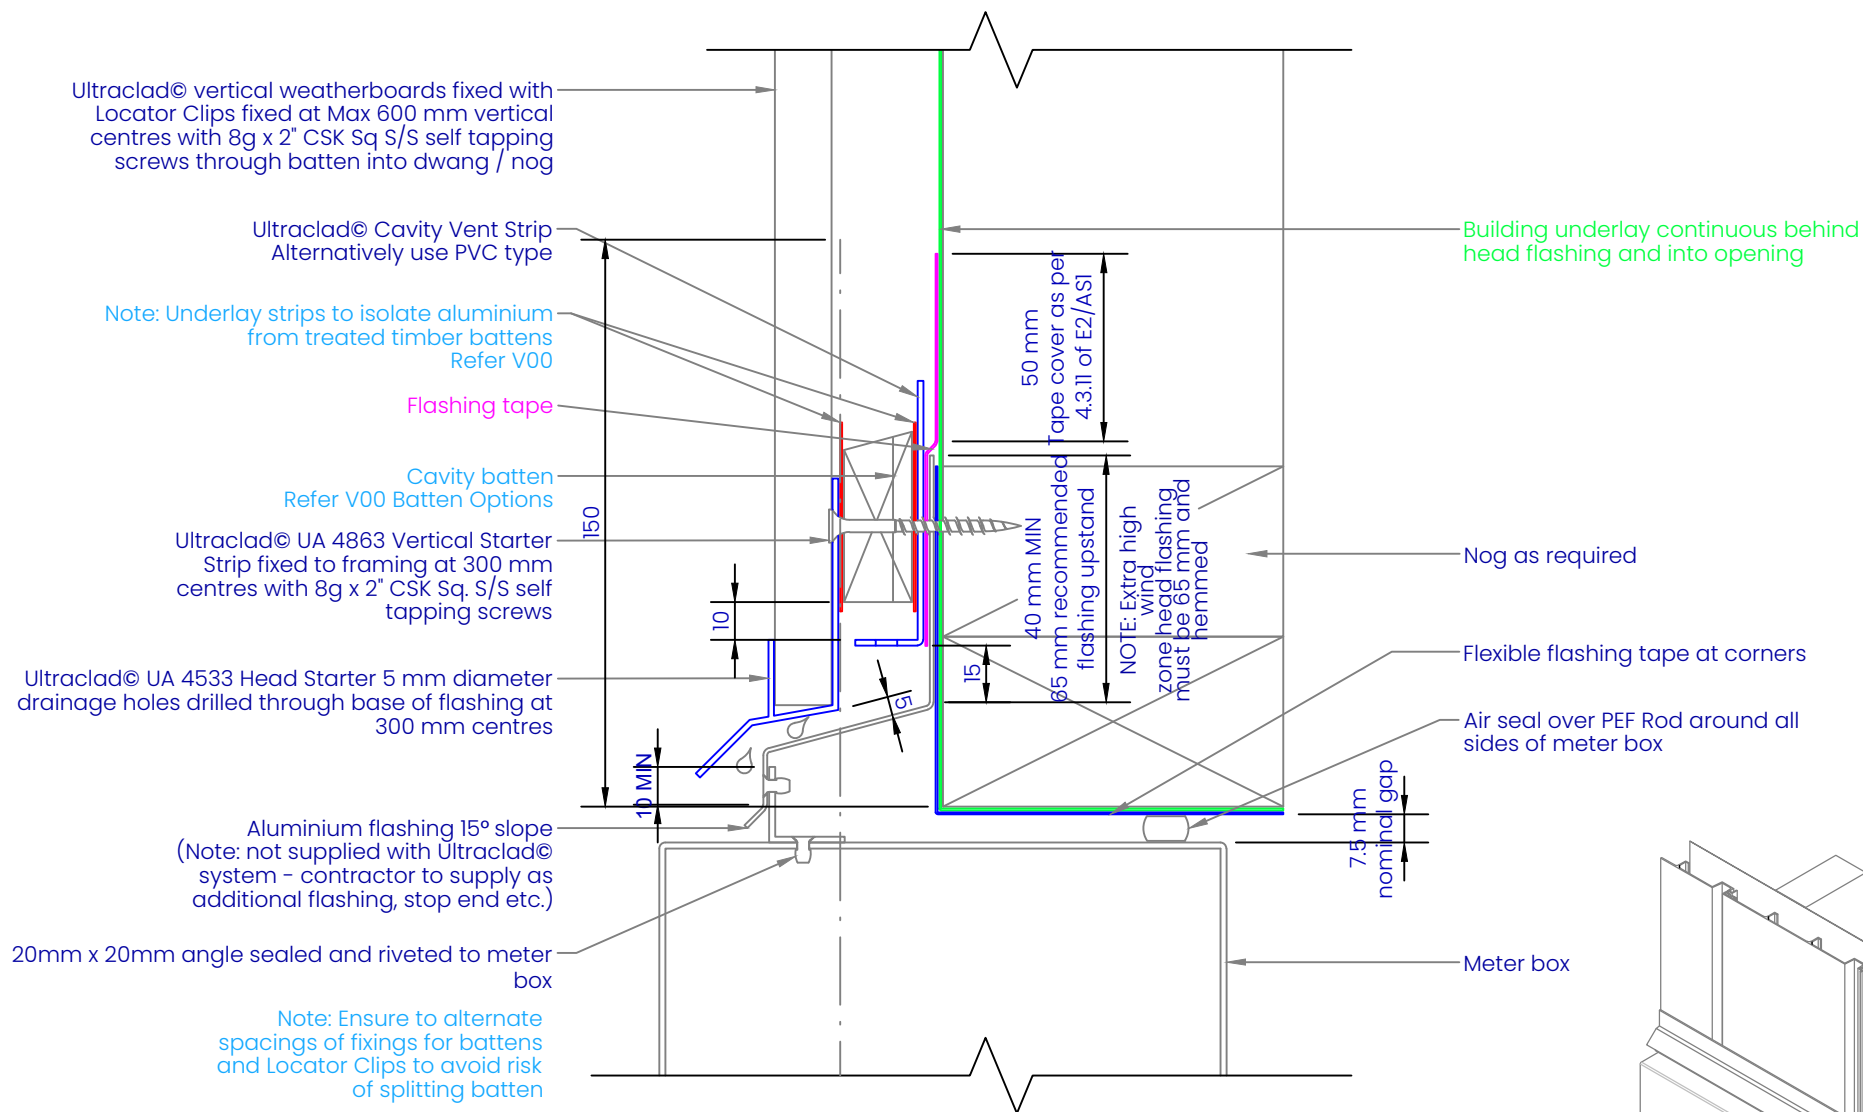 Ultraclad© vertical weatherboards fixed with
Locator Clips fixed at Max 600 mm vertical
centres with 8g x 2" CSK Sq S/S self tapping
screws through batten into dwang / nog
Ultraclad© Cavity Vent Strip
Alternatively use PVC type
Note: Underlay strips to isolate aluminium
from treated timber battens
Refer V00
Flashing tape
Cavity batten
Refer V00 Batten Options
Ultraclad© UA 4863 Vertical Starter
Strip fixed to framing at 300 mm
centres with 8g x 2" CSK Sq. S/S self
tapping screws
Ultraclad© UA 4533 Head Starter 5 mm diameter
drainage holes drilled through base of flashing at
300 mm centres
Aluminium flashing 15° slope
(Note: not supplied with Ultraclad©
system - contractor to supply as
additional flashing, stop end etc.)
20mm x 20mm angle sealed and riveted to meter
box
Note: Ensure to alternate
spacings of fixings for battens
and Locator Clips to avoid risk
of splitting batten
150
10
10 MIN
5
15
50 mm
Tape cover as per
4.3.11 of E2/AS1
40 mm MIN
65 mm recommended
flashing upstand
NOTE: Extra high
wind
zone head flashing
must be 65 mm and
hemmed
7.5 mm
nominal gap
Building underlay continuous behind
head flashing and into opening
Nog as required
Flexible flashing tape at corners
Air seal over PEF Rod around all
sides of meter box
Meter box